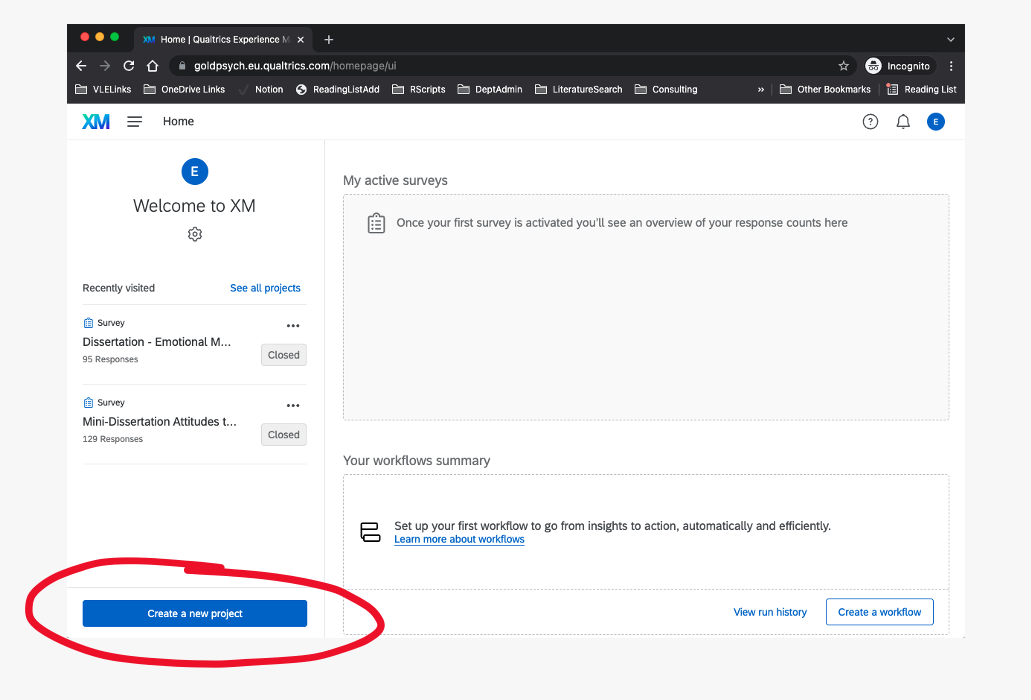 XM Home | Qualtrics Experience M
goldpsych.eu.qualtrics.com/homepage/ui
Incognito
VLELinks OneDrive Links Notion ReadingListAdd RScripts DeptAdmin LiteratureSearch Consulting » Other Bookmarks Reading List
XM Home ? E
E
Welcome to XM
Recently visited See all projects
Survey
Dissertation - Emotional M...
95 Responses
Closed
Survey
Mini-Dissertation Attitudes t...
129 Responses
Closed
Create a new project
My active surveys
Once your first survey is activated you'll see an overview of your response counts here
Your workflows summary
Set up your first workflow to go from insights to action, automatically and efficiently.
Learn more about workflows
View run history Create a workflow